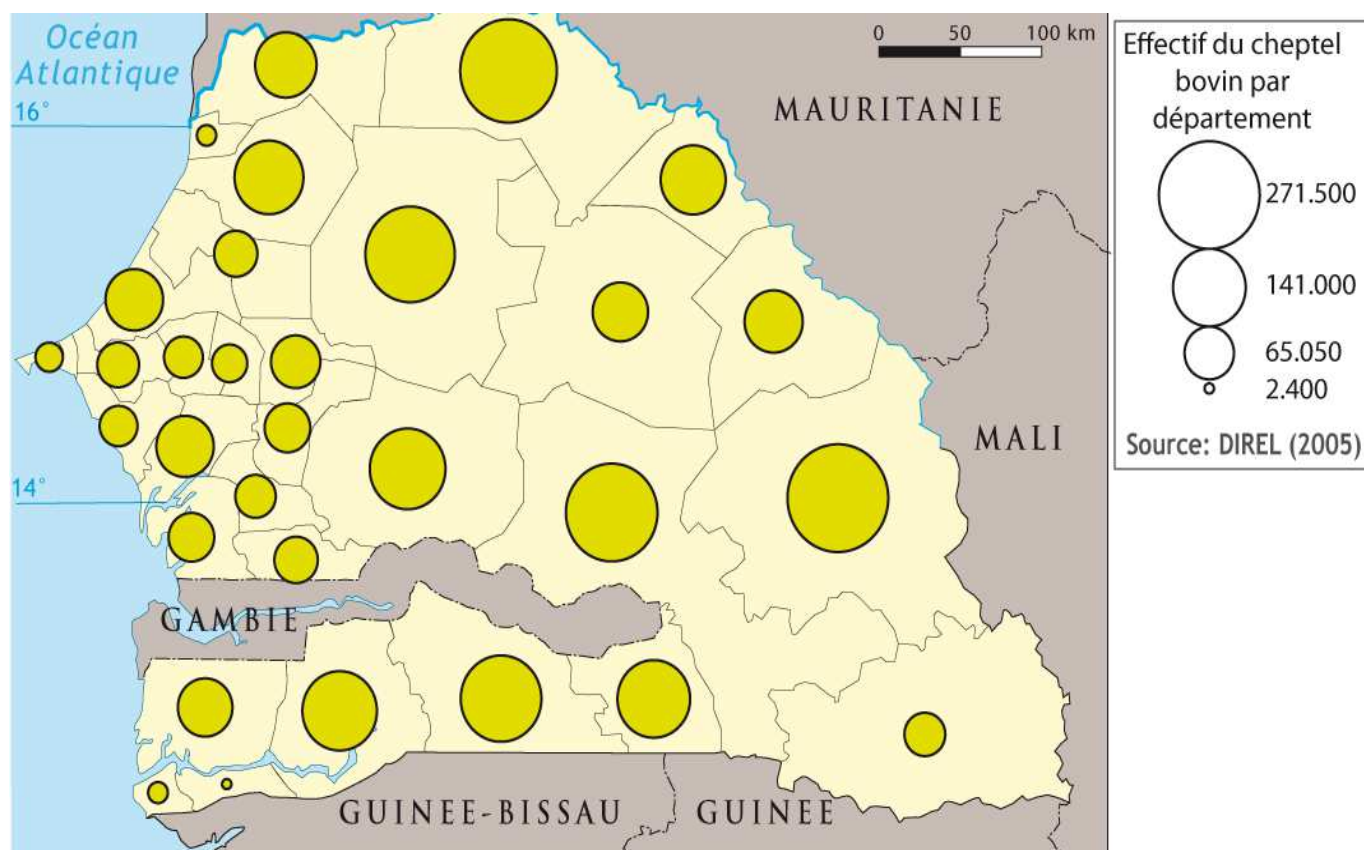 Océan
Atlantique
16°
0 50 100 km
MAURITANIE
MALI
14°
GAMBIE
GUINEE-BISSAU
GUINEE
Effectif du cheptel
bovin par
département
271.500
141.000
65.050
2.400
Source: DIREL (2005)